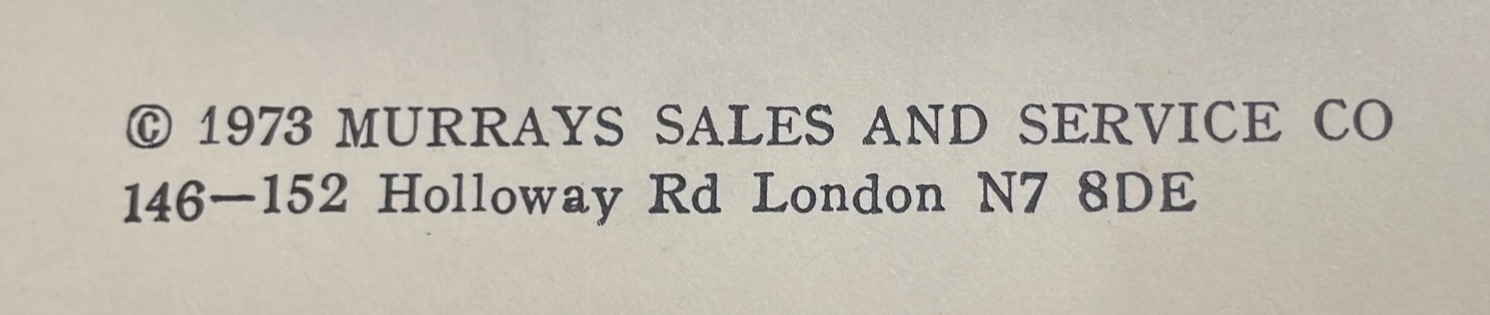 © 1973 MURRAYS SALES AND SERVICE CO
146—152 Holloway Rd London N7 8DE